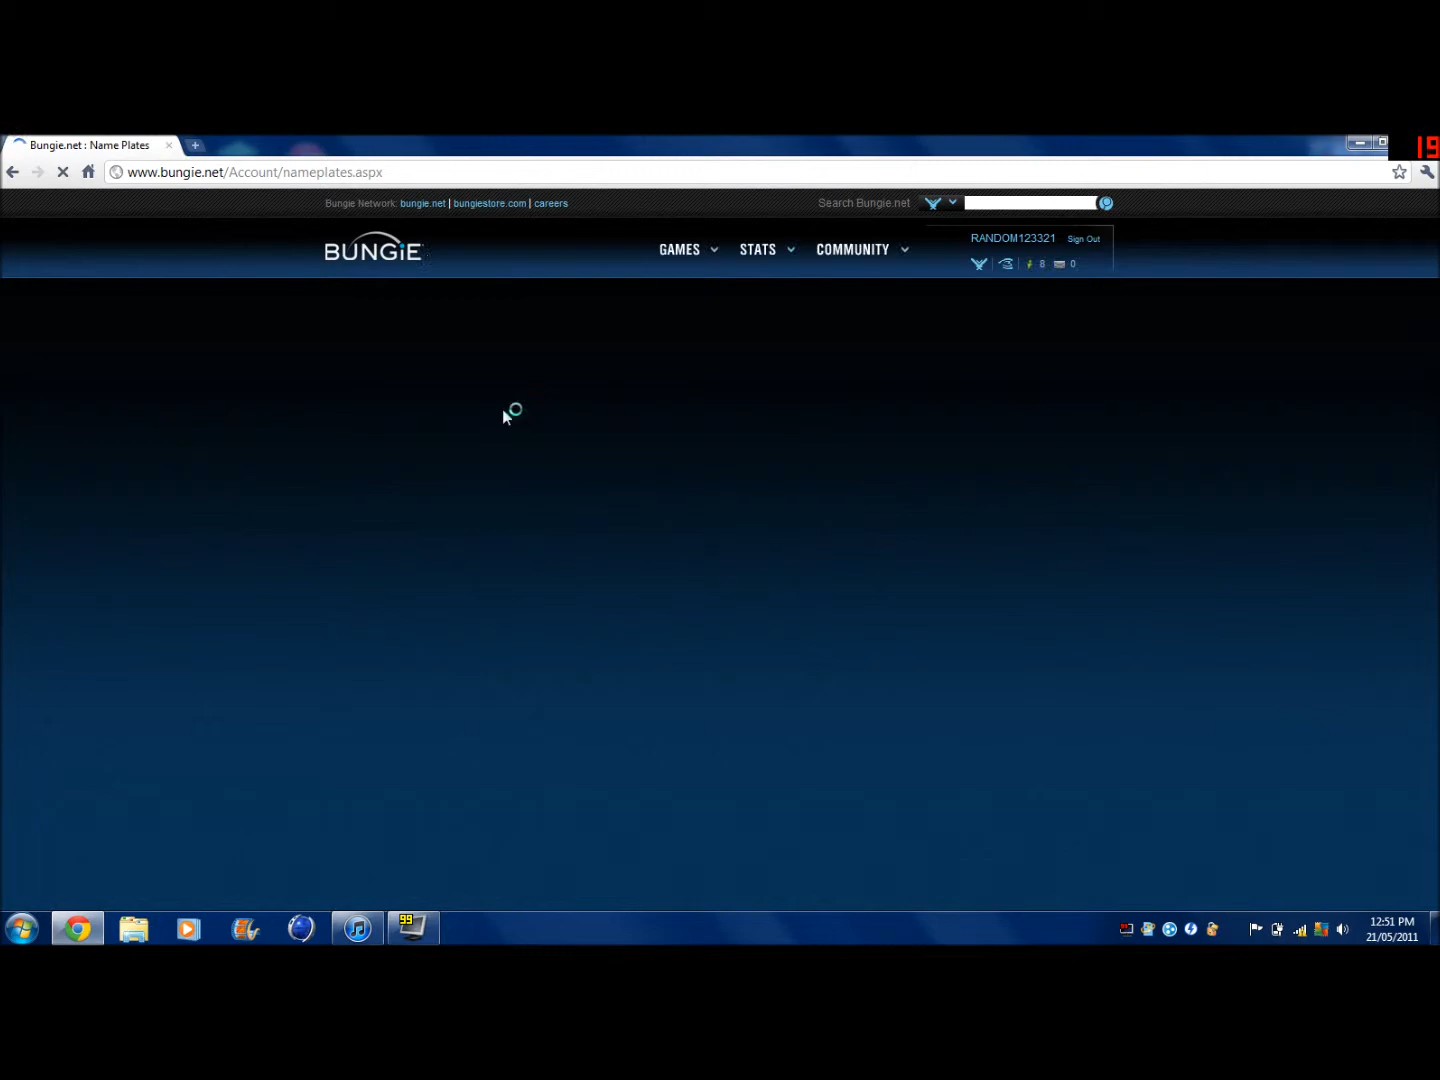 Bungie.net : Name Plates
19
www.bungie.net/Account/nameplates.aspx
Bungie Network: bungie.net | bungiestore.com | careers
Search Bungie.net
BUNGiE
GAMES STATS COMMUNITY
RANDOM123321 Sign Out
8 0
99
12:51 PM
21/05/2011